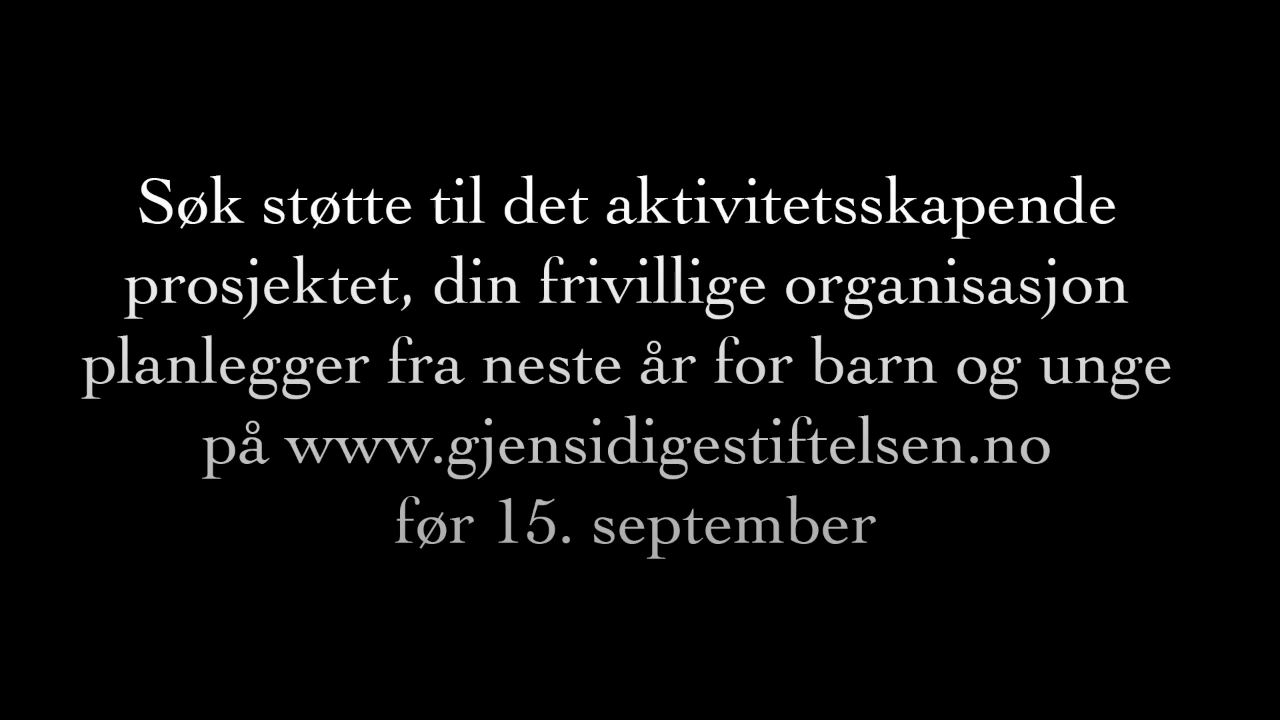 Søk støtte til det aktivitetsskapende
prosjektet, din frivillige organisasjon
planlegger fra neste år for barn og unge
på www.gjensidigestiftelsen.no
før 15. september